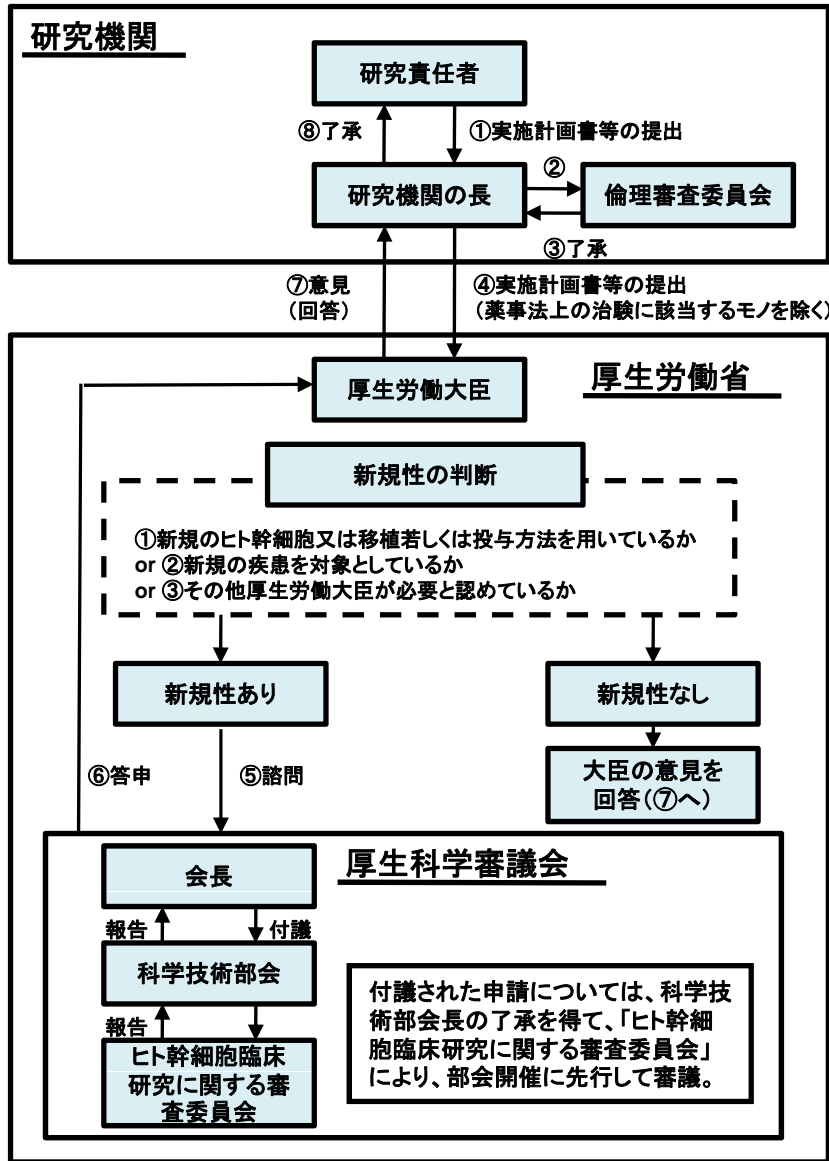 研究機関
研究責任者
⑧了承
①実施計画書等の提出
②
研究機関の長
倫理審査委員会
③了承
⑦意見
(回答)
④実施計画書等の提出
(薬事法上の治験に該当するモノを除く)
厚生労働省
厚生労働大臣
新規性の判断
①新規のヒト幹細胞又は移植若しくは投与方法を用いているか
or ②新規の疾患を対象としているか
or ③その他厚生労働大臣が必要と認めているか
新規性あり
新規性なし
⑥答申
⑤諮問
大臣の意見を
回答(⑦へ)
厚生科学審議会
会長
報告
付議
科学技術部会
報告
ヒト幹細胞臨床
研究に関する審
査委員会
付議された申請については、科学技
術部会長の了承を得て、「ヒト幹細
胞臨床研究に関する審査委員会」
により、部会開催に先行して審議。